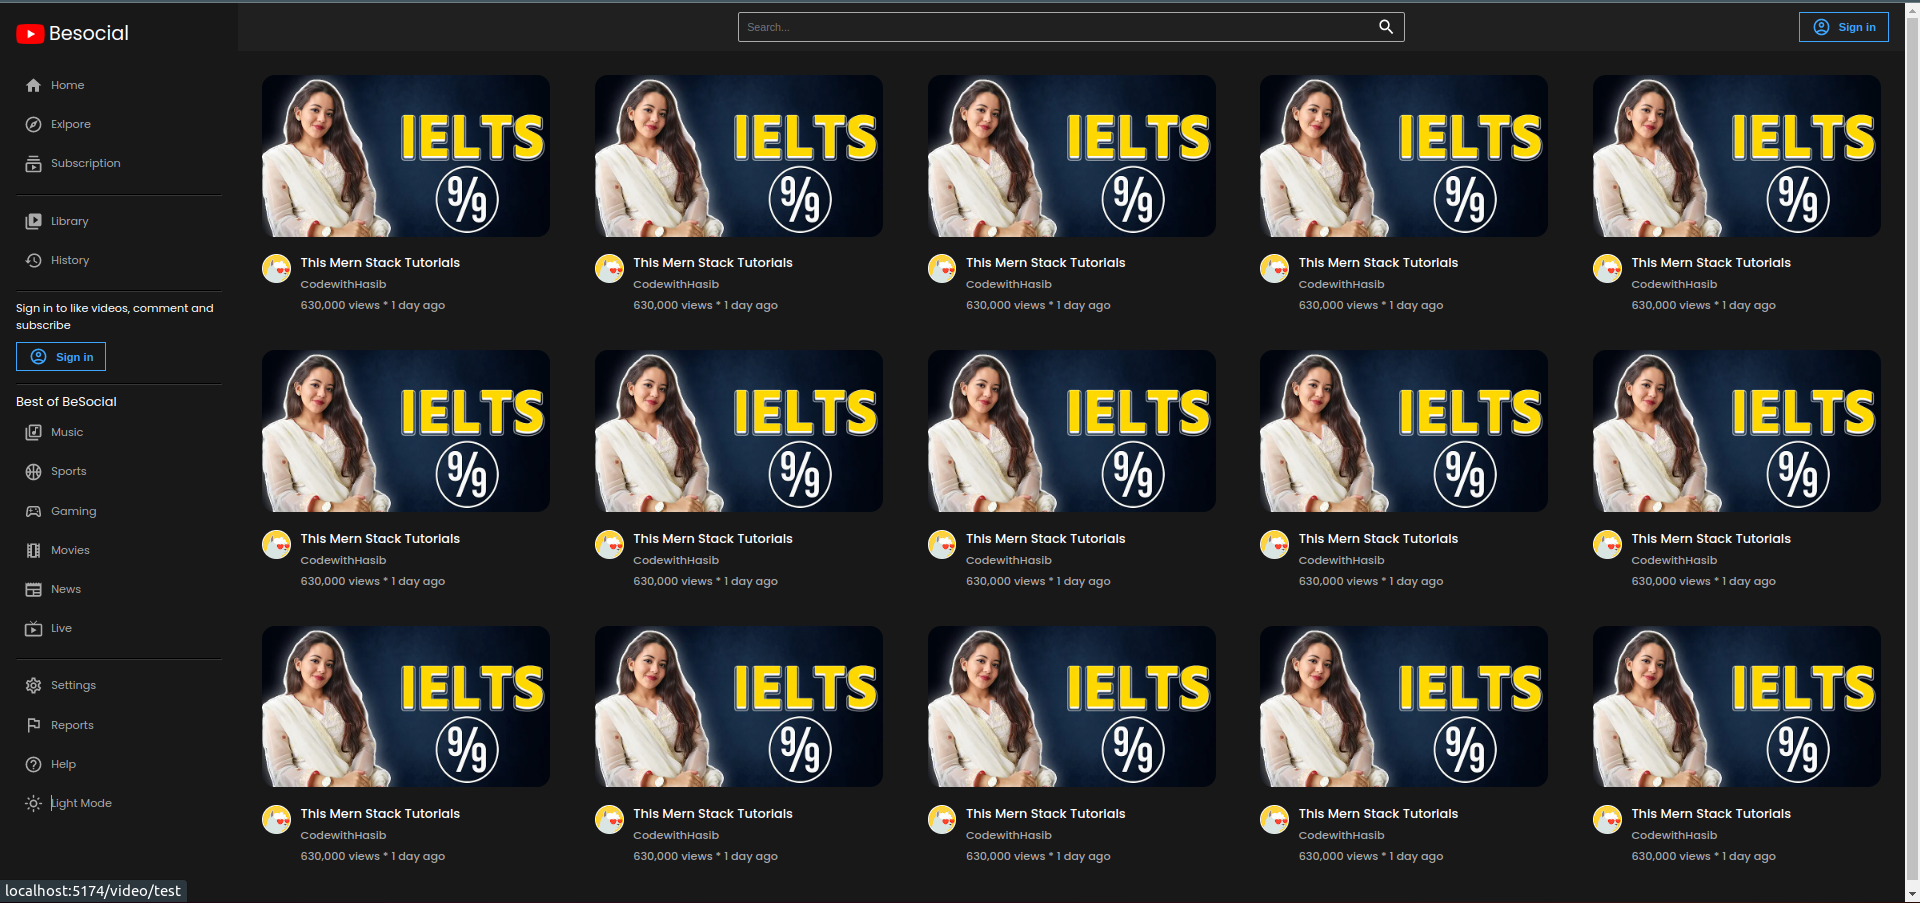 Besocial
Search...
Sign in
Home
Exlpore
Subscription
Library
History
Sign in to like videos, comment and
subscribe
Sign in
Best of BeSocial
Music
Sports
Gaming
Movies
News
Live
Settings
Reports
Help
Light Mode
IELTS
9/9
IELTS
9/9
IELTS
9/9
IELTS
9/9
IELTS
9/9
This Mern Stack Tutorials
CodewithHasib
630,000 views * 1 day ago
This Mern Stack Tutorials
CodewithHasib
630,000 views * 1 day ago
This Mern Stack Tutorials
CodewithHasib
630,000 views * 1 day ago
This Mern Stack Tutorials
CodewithHasib
630,000 views * 1 day ago
This Mern Stack Tutorials
CodewithHasib
630,000 views * 1 day ago
IELTS
9/9
IELTS
9/9
IELTS
9/9
IELTS
9/9
IELTS
9/9
This Mern Stack Tutorials
CodewithHasib
630,000 views * 1 day ago
This Mern Stack Tutorials
CodewithHasib
630,000 views * 1 day ago
This Mern Stack Tutorials
CodewithHasib
630,000 views * 1 day ago
This Mern Stack Tutorials
CodewithHasib
630,000 views * 1 day ago
This Mern Stack Tutorials
CodewithHasib
630,000 views * 1 day ago
IELTS
9/9
IELTS
9/9
IELTS
9/9
IELTS
9/9
IELTS
9/9
This Mern Stack Tutorials
CodewithHasib
630,000 views * 1 day ago
This Mern Stack Tutorials
CodewithHasib
630,000 views * 1 day ago
This Mern Stack Tutorials
CodewithHasib
630,000 views * 1 day ago
This Mern Stack Tutorials
CodewithHasib
630,000 views * 1 day ago
This Mern Stack Tutorials
CodewithHasib
630,000 views * 1 day ago
localhost:5174/video/test